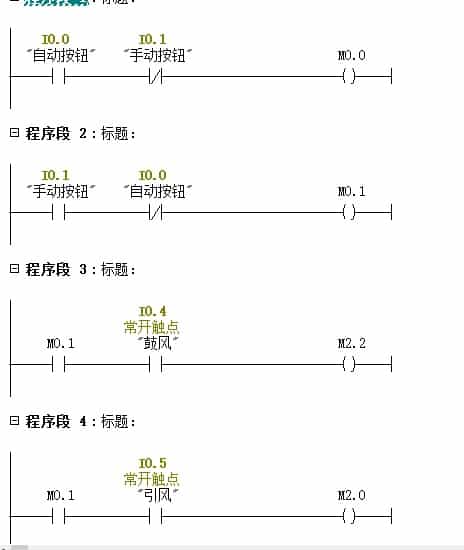 ：标题：
I0.0 I0.1
"自动按钮" "手动按钮" M0.0
程序段 2：标题：
I0.1 I0.0
"手动按钮" "自动按钮" M0.1
程序段 3：标题：
I0.4
常开触点
M0.1 "鼓风" M2.2
程序段 4：标题：
I0.5
常开触点
M0.1 "引风" M2.0